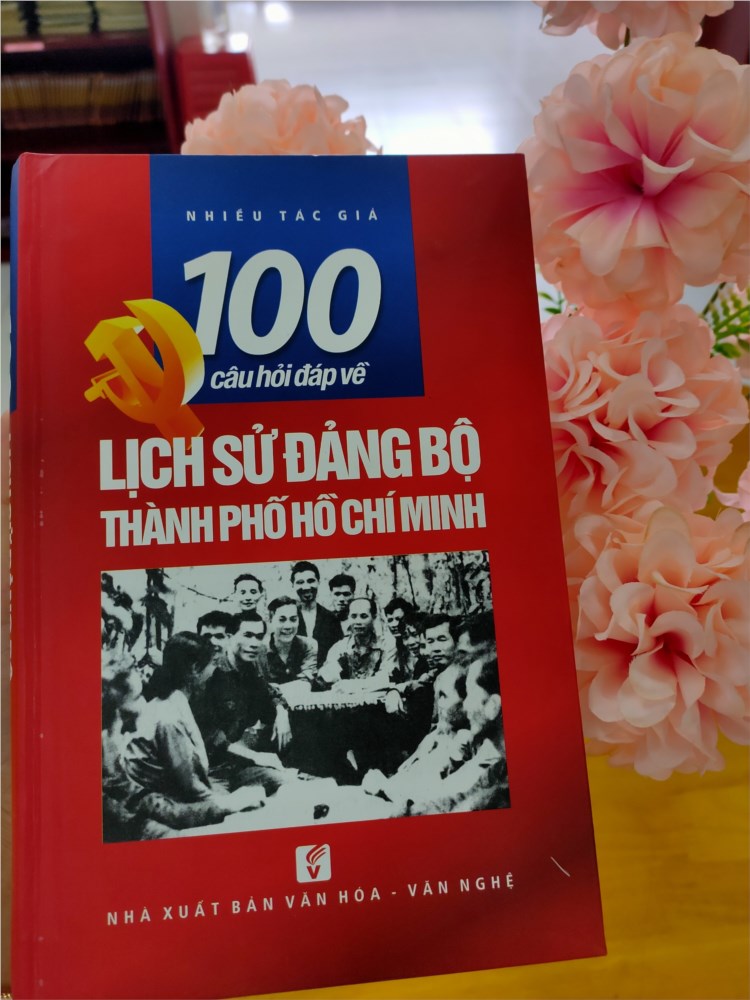 NHIỀU TÁC GIẢ
100
câu hỏi đáp về
LỊCH SỬ ĐẢNG BỘ
THÀNH PHỐ HỒ CHÍ MINH
V
NHÀ XUẤT BẢN VĂN HÓA - VĂN NGHỆ